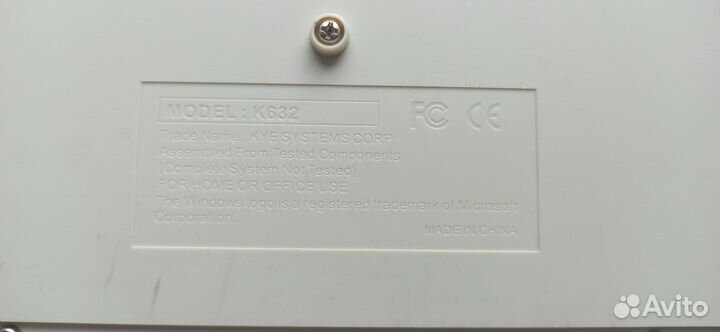 MODEL : K632
FC CE
Trade Name : KYE SYSTEMS CORP.
Assembled From Tested Components
(Complete System Not Tested)
FOR HOME OR OFFICE USE
The Windows logo is a registered trademark of Microsoft
Corporation.
MADE IN CHINA
Avito